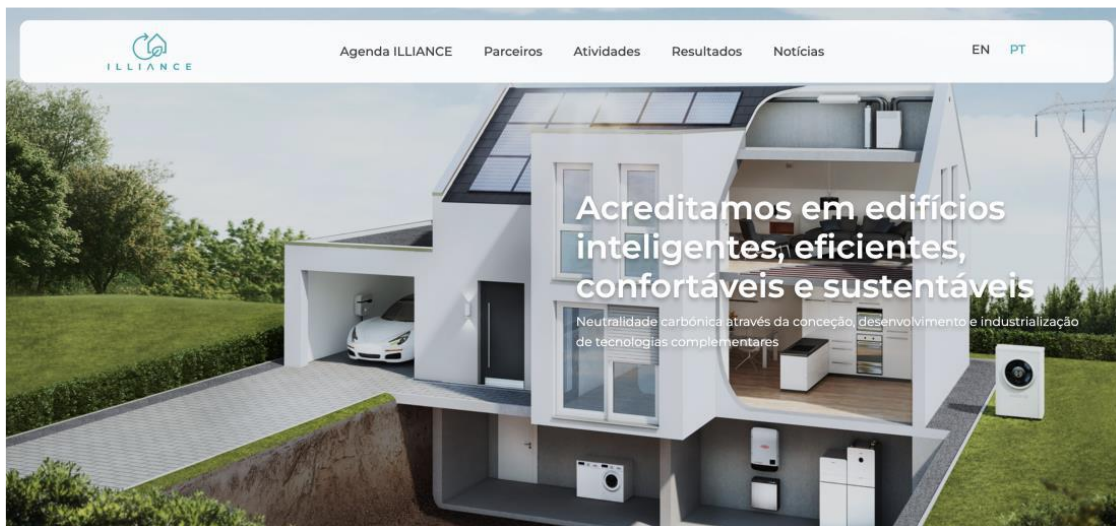 ILLIANCE
Agenda ILLIANCE Parceiros Atividades Resultados Notícias EN PT
Acreditamos em edifícios
inteligentes, eficientes,
confortáveis e sustentáveis
Neutralidade carbónica através da conceção, desenvolvimento e industrialização
de tecnologias complementares